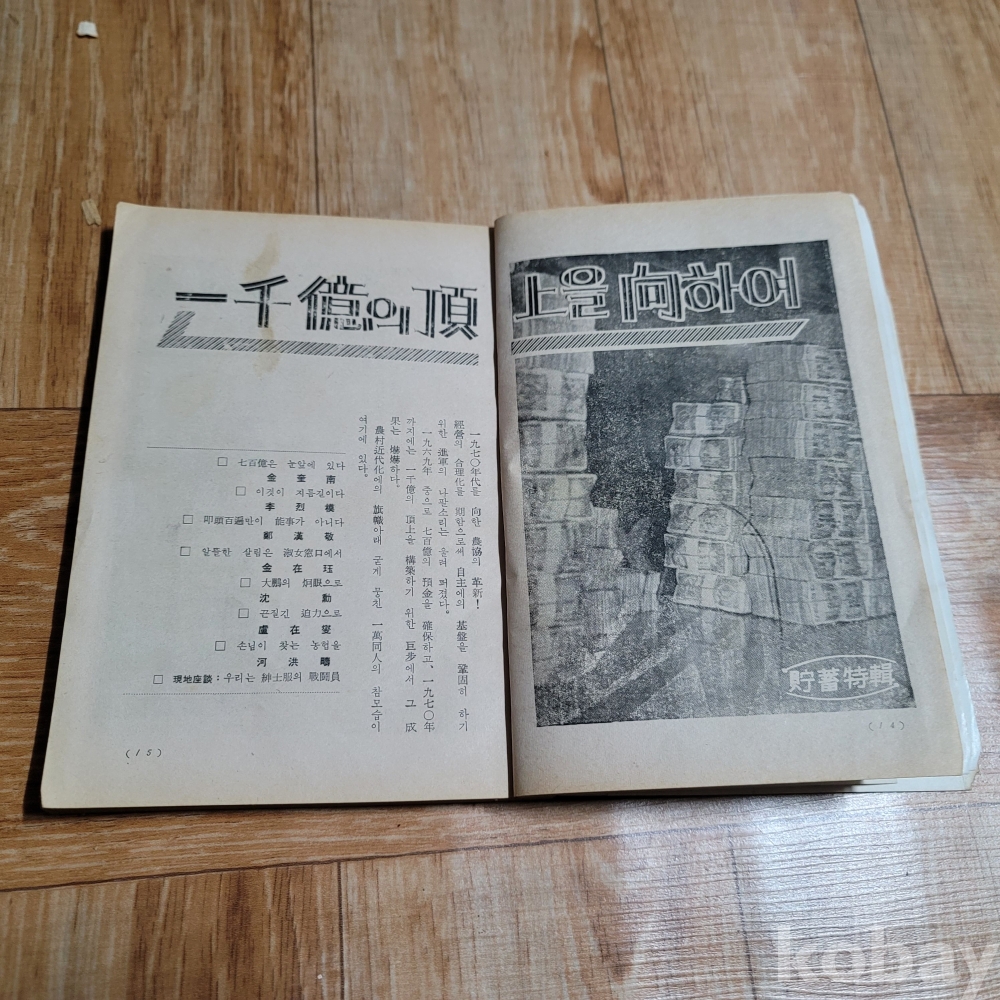 一千億의 頂上을 向하여
一九七〇年代를 向한 農協의 革新!
經營의 合理化를 期함으로써 自主에의 基盤을 鞏固히 하기
위한 進軍의 나팔소리는 울려 퍼졌다.
一九六九年 중으로 七百億의 預金을 確保하고、一九七〇年
까지에는 一千億의 頂上을 構築하기 위한 巨步에서 그 成
果는 爀爀하다。
農村近代化에의 旗幟아래 굳게 뭉친 一萬同人의 참모습이
여기에 있다。
□ 七百億은 눈앞에 있다
金奎南
□ 이것이 지름길이다
李烈模
□ 叩頭百遍만이 能事가 아니다
鄭漢敬
□ 알뜰한 살림은 淑女窓口에서
金在珏
□ 大鵬의 炯眼으로
沈勳
□ 끈질긴 迫力으로
盧在燮
□ 손님이 찾는 농협을
河洪疇
□ 現地座談:우리는 紳士服의 戰鬪員
(15)
貯蓄特輯
(14)
kobay